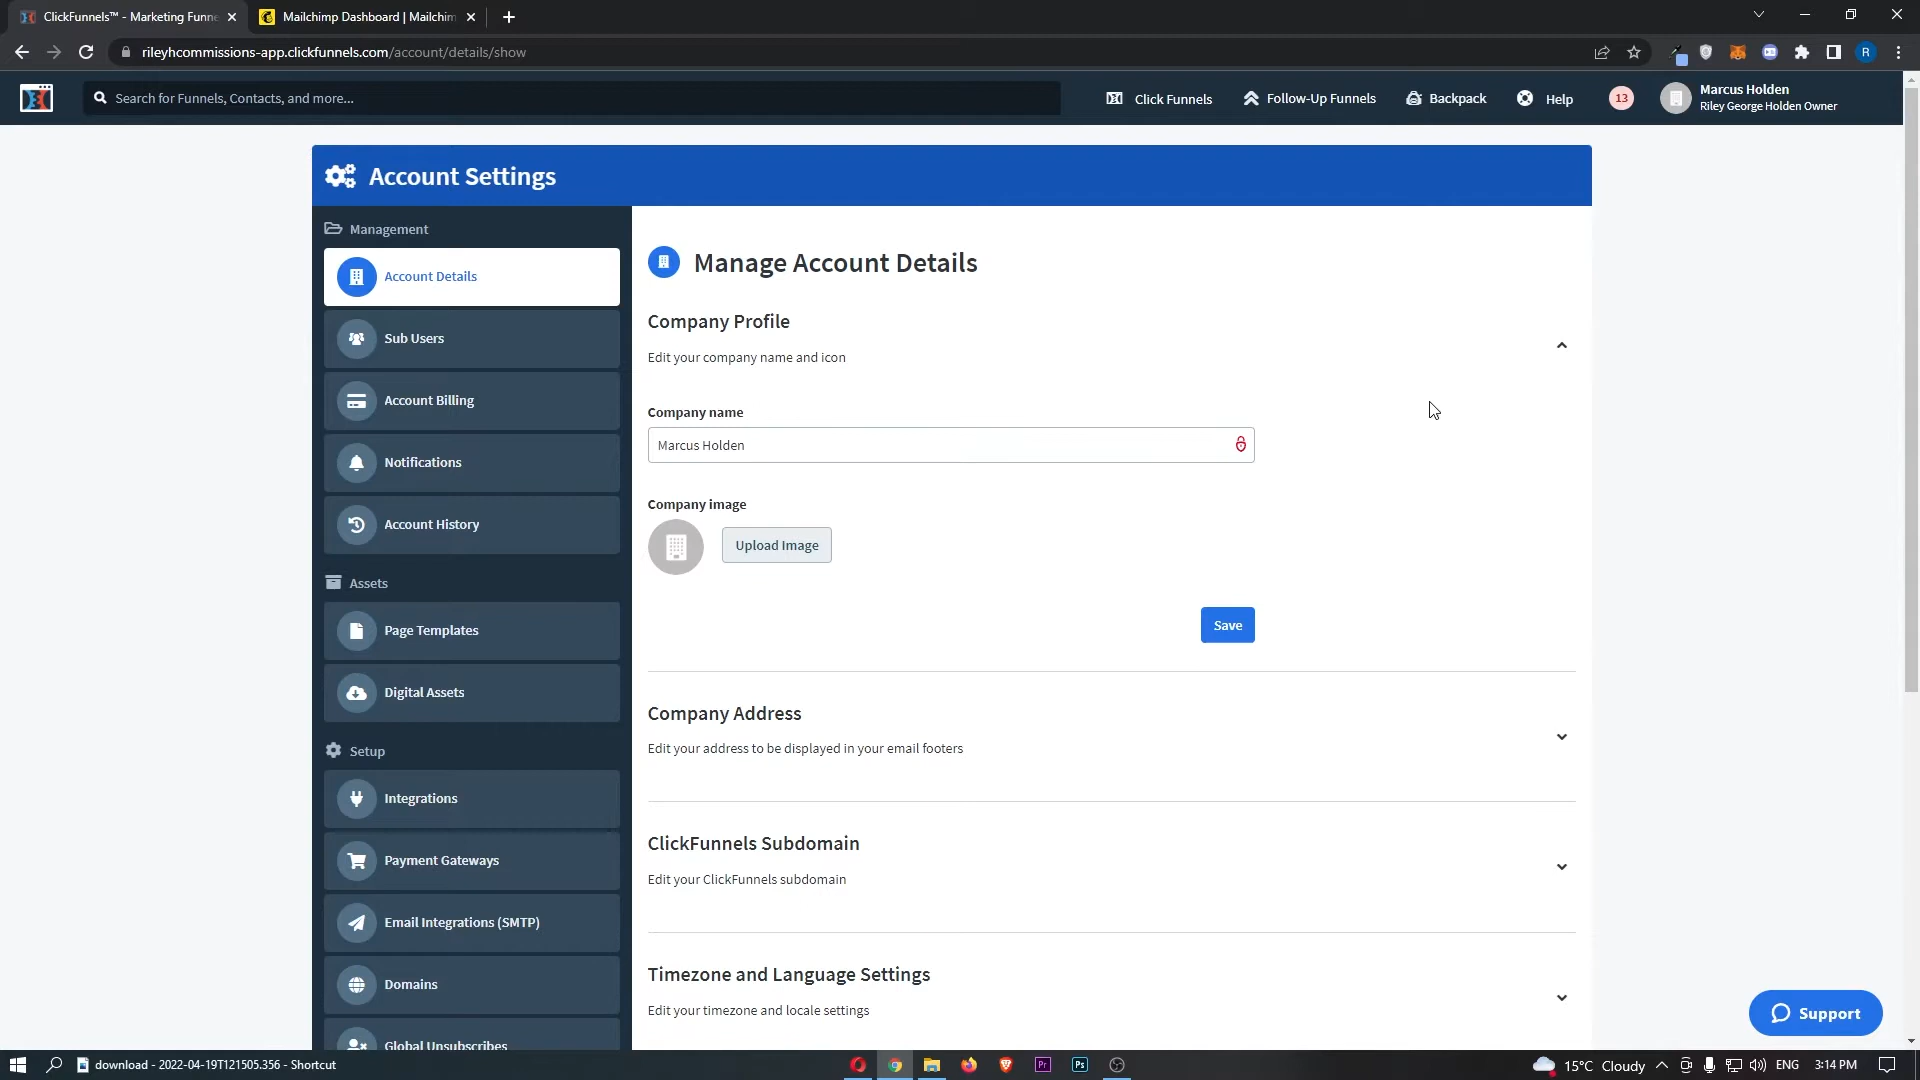 ClickFunnels™ - Marketing Funne
Mailchimp Dashboard | Mailchim
rileyhcommissions-app.clickfunnels.com/account/details/show
R
Search for Funnels, Contacts, and more...
Click Funnels
Follow-Up Funnels
Backpack
Help
13
Marcus Holden
Riley George Holden Owner
Account Settings
Management
Account Details
Sub Users
Account Billing
Notifications
Account History
Assets
Page Templates
Digital Assets
Setup
Integrations
Payment Gateways
Email Integrations (SMTP)
Domains
Global Unsubscribes
Manage Account Details
Company Profile
Edit your company name and icon
Company name
Marcus Holden
Company image
Upload Image
Save
Company Address
Edit your address to be displayed in your email footers
ClickFunnels Subdomain
Edit your ClickFunnels subdomain
Timezone and Language Settings
Edit your timezone and locale settings
Support
download - 2022-04-19T121505.356 - Shortcut
Pr
Ps
15°C Cloudy
ENG
3:14 PM